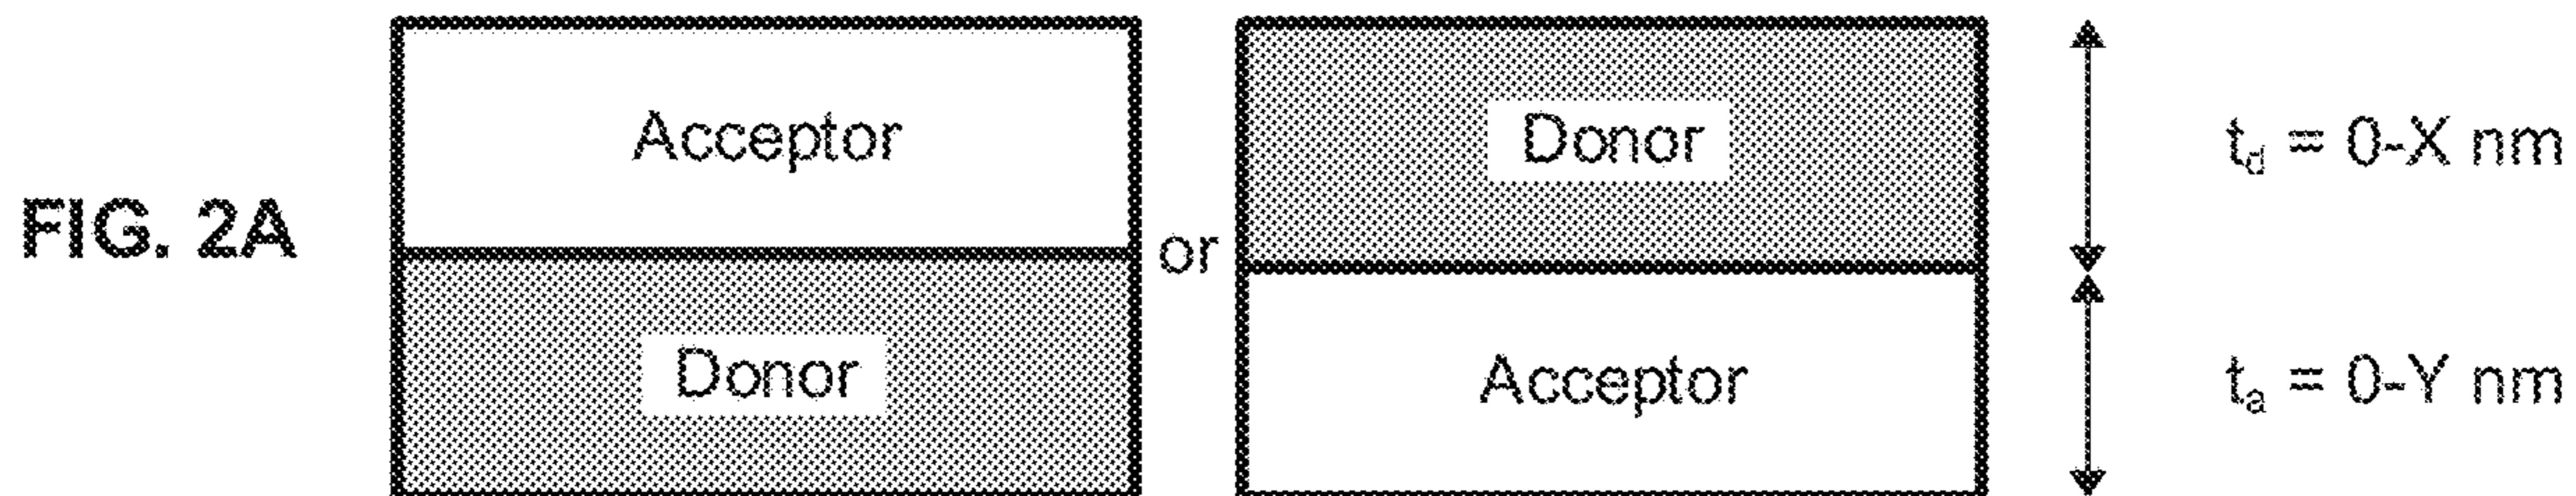 FIG. 2A
Acceptor
Donor
or
Donor
Acceptor
t_d = 0-X nm
t_a = 0-Y nm